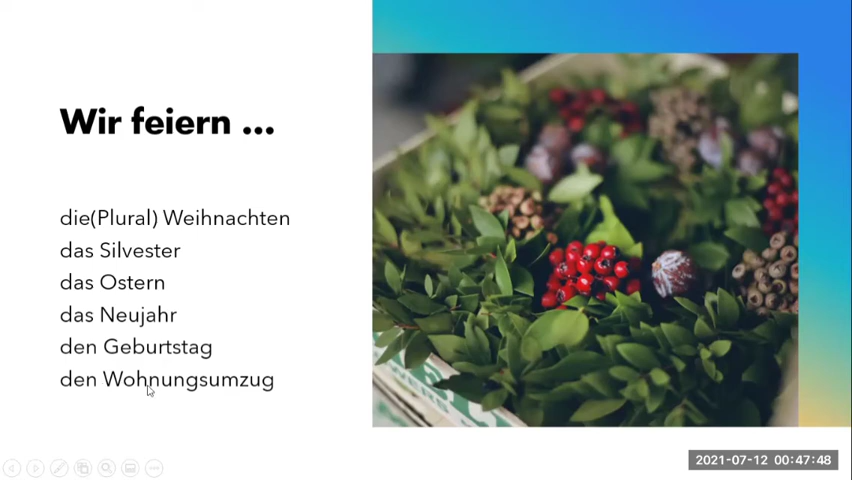 Wir feiern ...
die(Plural) Weihnachten
das Silvester
das Ostern
das Neujahr
den Geburtstag
den Wohnungsumzug
2021-07-12 00:47:48